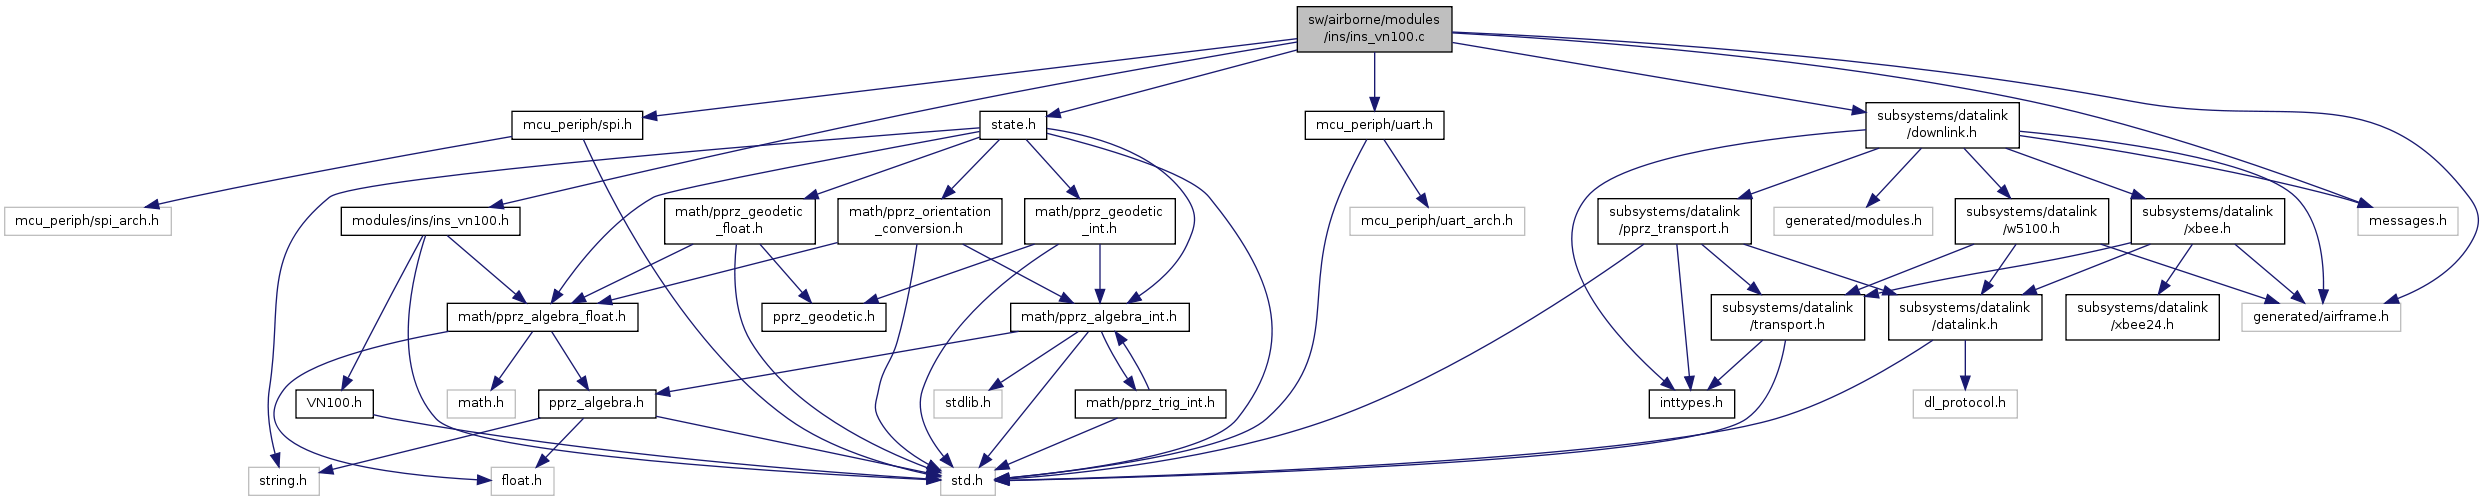 sw/airborne/modules
/ins/ins_vn100.c
mcu_periph/spi.h
state.h
mcu_periph/uart.h
subsystems/datalink
/downlink.h
mcu_periph/spi_arch.h
modules/ins/ins_vn100.h
math/pprz_geodetic
_float.h
math/pprz_orientation
_conversion.h
math/pprz_geodetic
_int.h
mcu_periph/uart_arch.h
subsystems/datalink
/pprz_transport.h
generated/modules.h
subsystems/datalink
/w5100.h
subsystems/datalink
/xbee.h
messages.h
math/pprz_algebra_float.h
pprz_geodetic.h
math/pprz_algebra_int.h
subsystems/datalink
/transport.h
subsystems/datalink
/datalink.h
subsystems/datalink
/xbee24.h
generated/airframe.h
VN100.h
math.h
pprz_algebra.h
stdlib.h
math/pprz_trig_int.h
inttypes.h
dl_protocol.h
string.h
float.h
std.h